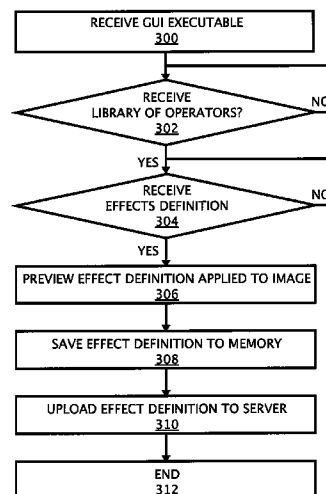 RECEIVE GUI EXECUTABLE
300
RECEIVE
LIBRARY OF OPERATORS?
302
NO
YES
RECEIVE
EFFECTS DEFINITION
304
NO
YES
PREVIEW EFFECT DEFINITION APPLIED TO IMAGE
306
SAVE EFFECT DEFINITION TO MEMORY
308
UPLOAD EFFECT DEFINITION TO SERVER
310
END
312